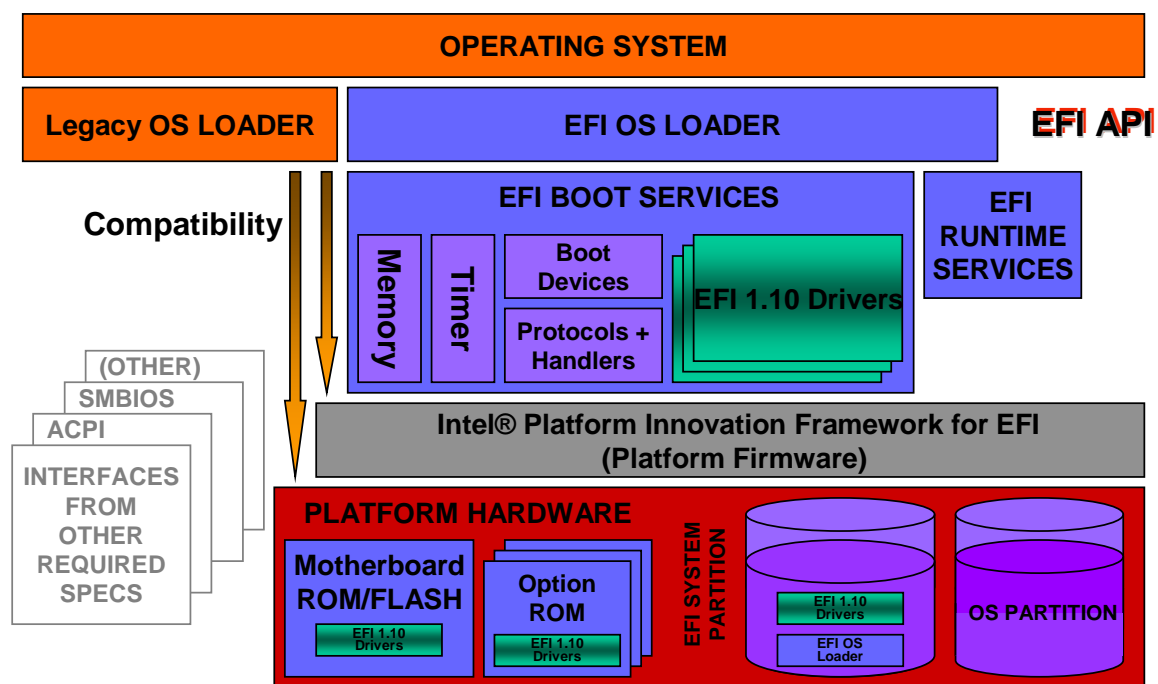 OPERATING SYSTEM
Legacy OS LOADER
EFI OS LOADER
EFI API
Compatibility
EFI BOOT SERVICES
Memory
Timer
Boot
Devices
Protocols +
Handlers
EFI 1.10 Drivers
EFI
RUNTIME
SERVICES
(OTHER)
SMBIOS
ACPI
INTERFACES
FROM
OTHER
REQUIRED
SPECS
Intel® Platform Innovation Framework for EFI
(Platform Firmware)
PLATFORM HARDWARE
Motherboard
ROM/FLASH
EFI 1.10
Drivers
Option
ROM
EFI 1.10
Drivers
EFI SYSTEM
PARTITION
EFI 1.10
Drivers
EFI OS
Loader
OS PARTITION